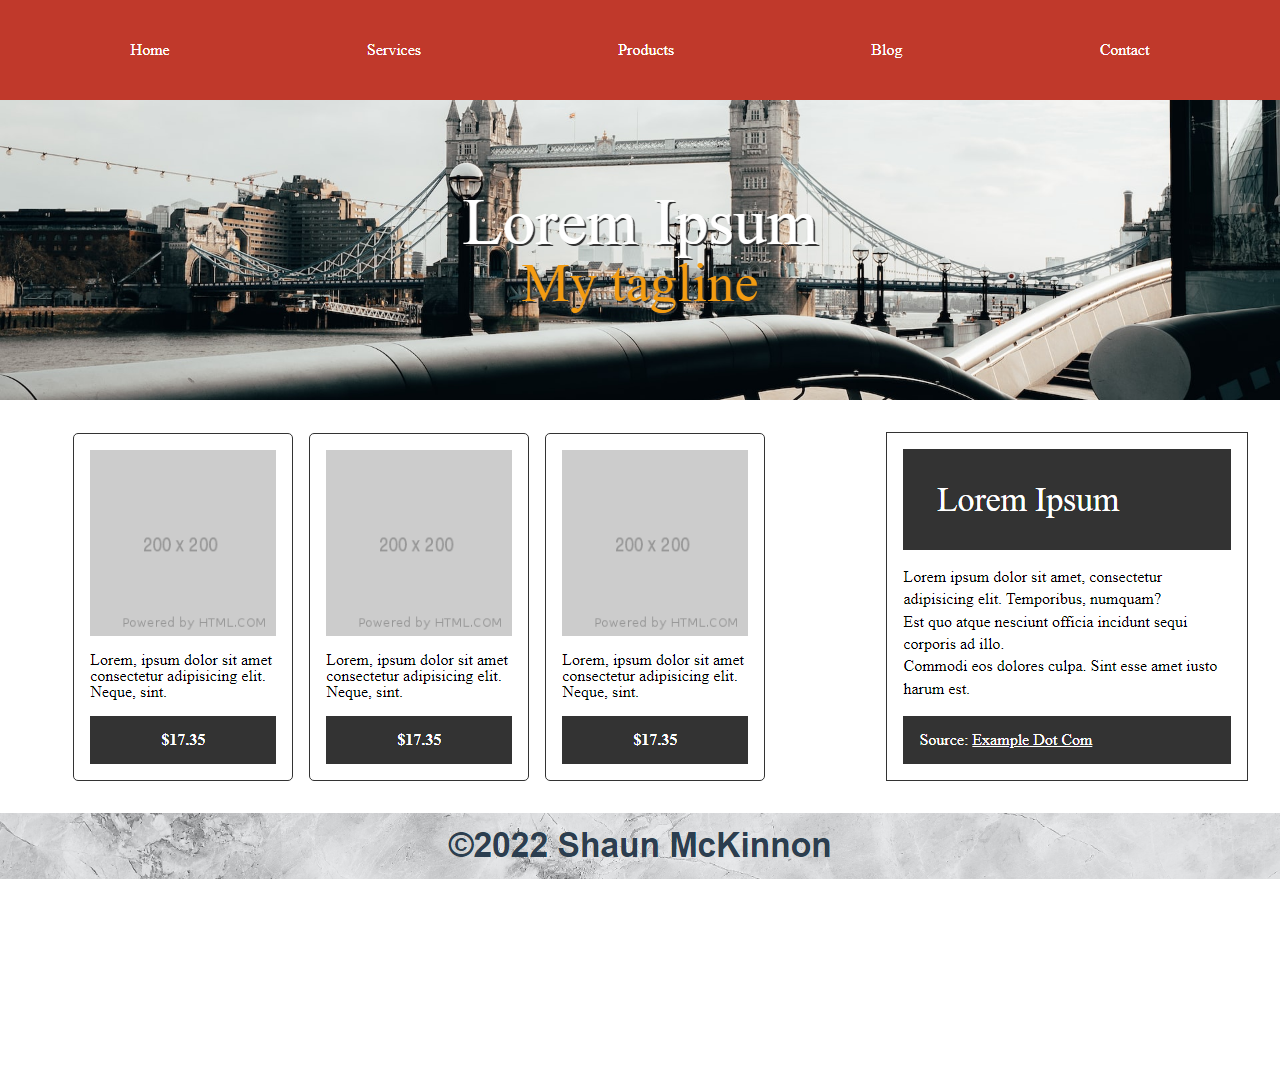 Home
Services
Products
Blog
Contact
Lorem Ipsum
My tagline
200 x 200
Powered by HTML.COM
Lorem, ipsum dolor sit amet
consectetur adipisicing elit.
Neque, sint.
$17.35
200 x 200
Powered by HTML.COM
Lorem, ipsum dolor sit amet
consectetur adipisicing elit.
Neque, sint.
$17.35
200 x 200
Powered by HTML.COM
Lorem, ipsum dolor sit amet
consectetur adipisicing elit.
Neque, sint.
$17.35
Lorem Ipsum
Lorem ipsum dolor sit amet, consectetur
adipisicing elit. Temporibus, numquam?
Est quo atque nesciunt officia incidunt sequi
corporis ad illo.
Commodi eos dolores culpa. Sint esse amet iusto
harum est.
Source: Example Dot Com
©2022 Shaun McKinnon